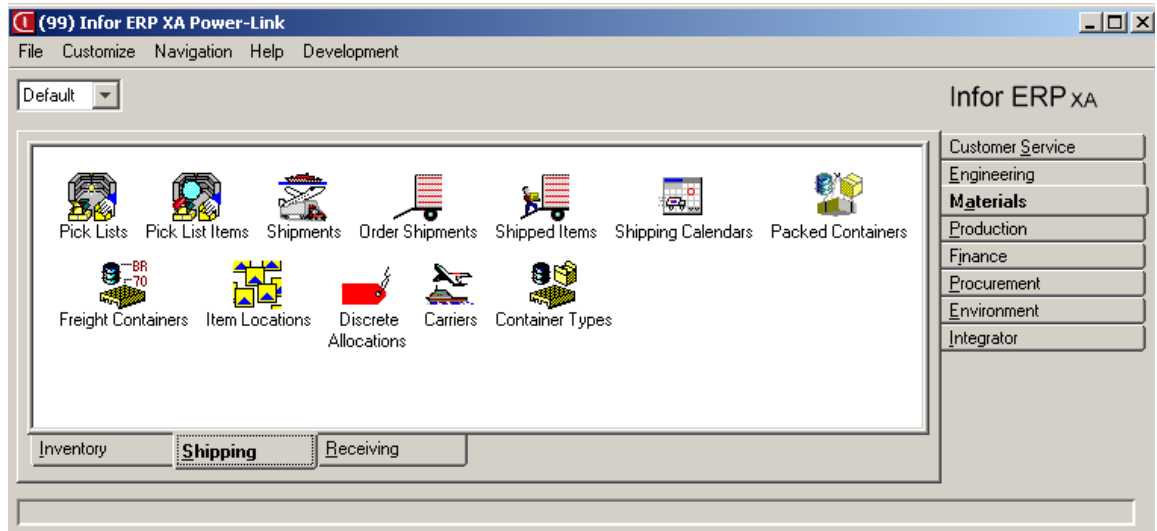 (99) Infor ERP XA Power-Link
File Customize Navigation Help Development
Default
Infor ERP XA
Pick Lists Pick List Items Shipments Order Shipments Shipped Items Shipping Calendars Packed Containers
BR
70
Freight Containers Item Locations Discrete Allocations Carriers Container Types
Inventory Shipping Receiving
Customer Service
Engineering
Materials
Production
Finance
Procurement
Environment
Integrator